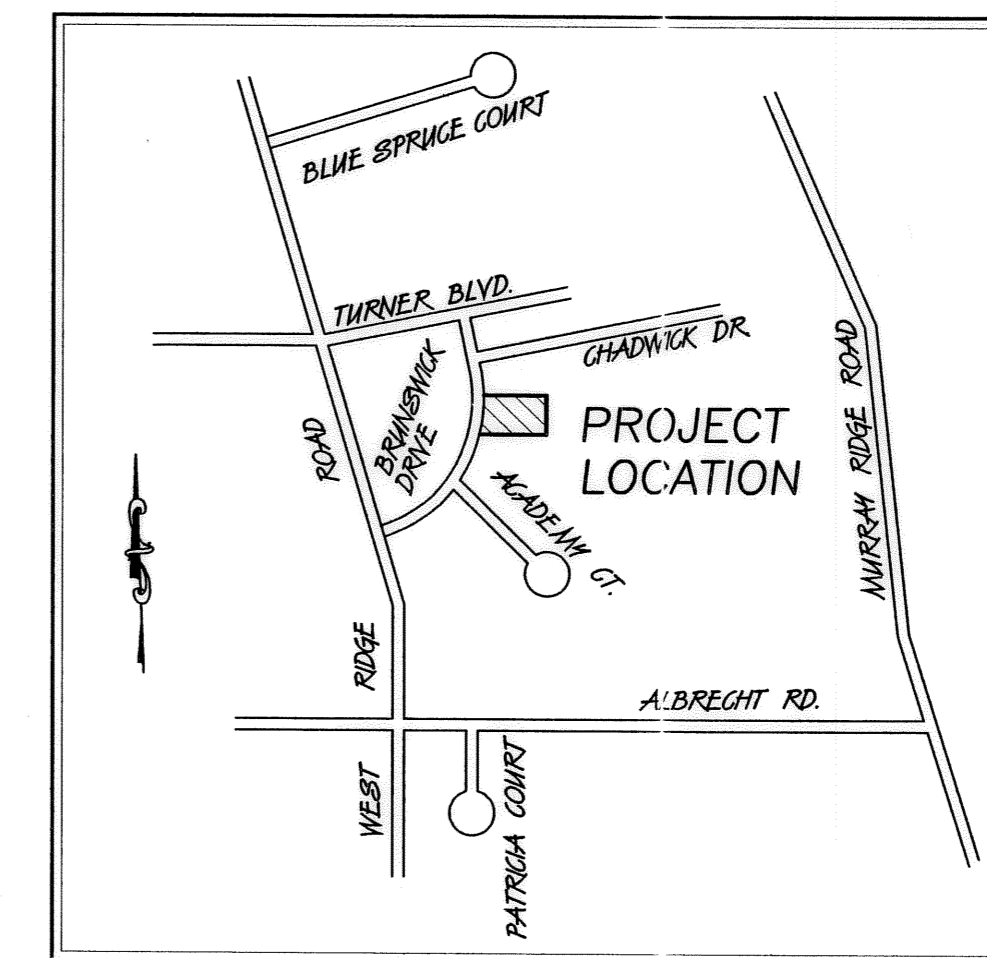 BLUE SPRUCE COURT
TURNER BLVD.
CHADWICK DR.
BRUNSWICK
DRIVE
PROJECT
LOCATION
ACADEMY CT.
MURRAY RIDGE ROAD
WEST RIDGE ROAD
ALBRECHT RD.
PATRICIA COURT